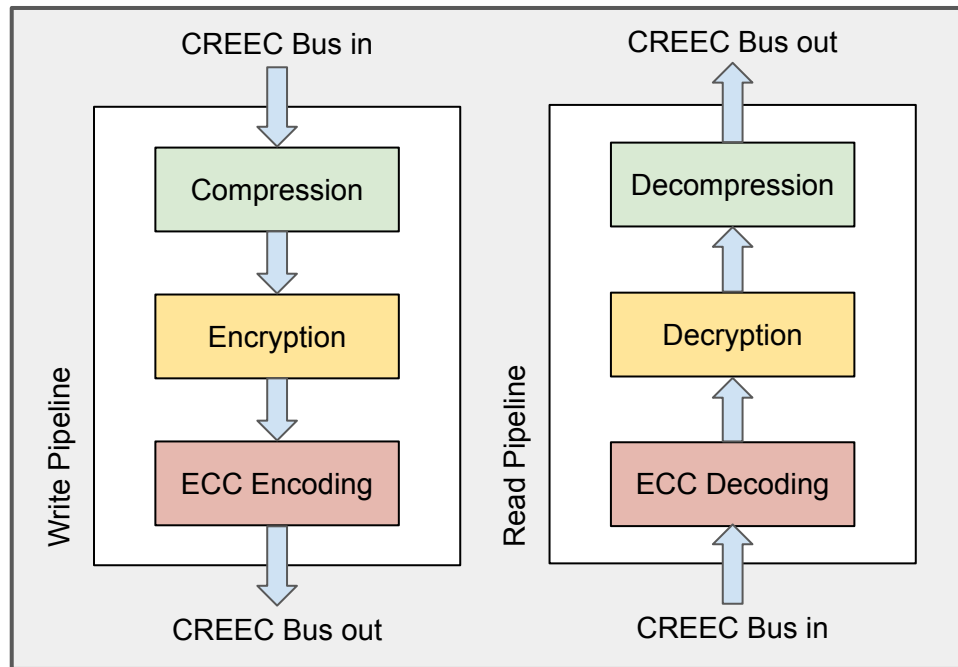 CREEC Bus in
Compression
Encryption
ECC Encoding
Write Pipeline
CREEC Bus out
CREEC Bus out
Decompression
Decryption
ECC Decoding
Read Pipeline
CREEC Bus in